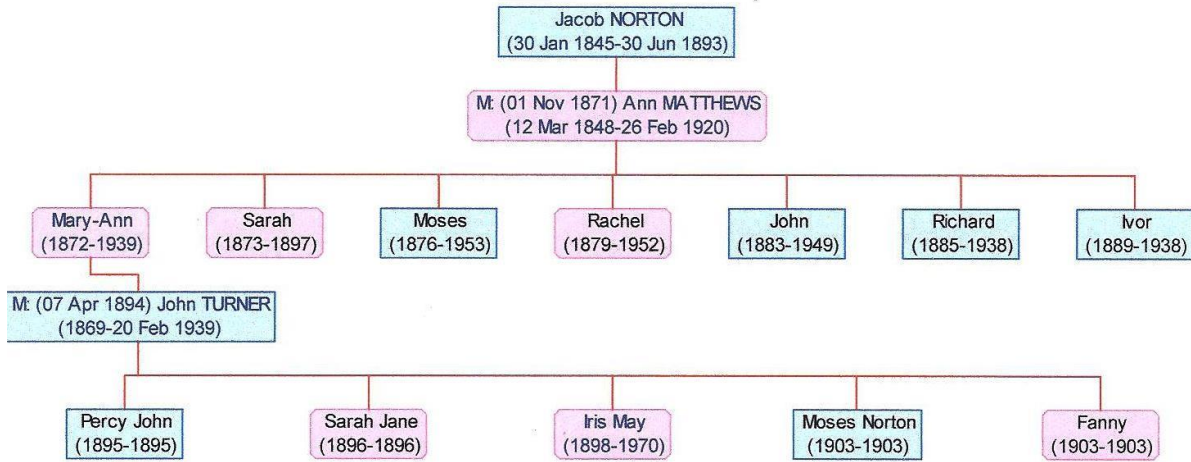 Jacob NORTON
(30 Jan 1845-30 Jun 1893)
M: (01 Nov 1871) Ann MATTHEWS
(12 Mar 1848-26 Feb 1920)
Mary-Ann
(1872-1939)
Sarah
(1873-1897)
Moses
(1876-1953)
Rachel
(1879-1952)
John
(1883-1949)
Richard
(1885-1938)
Ivor
(1889-1938)
M: (07 Apr 1894) John TURNER
(1869-20 Feb 1939)
Percy John
(1895-1895)
Sarah Jane
(1896-1896)
Iris May
(1898-1970)
Moses Norton
(1903-1903)
Fanny
(1903-1903)